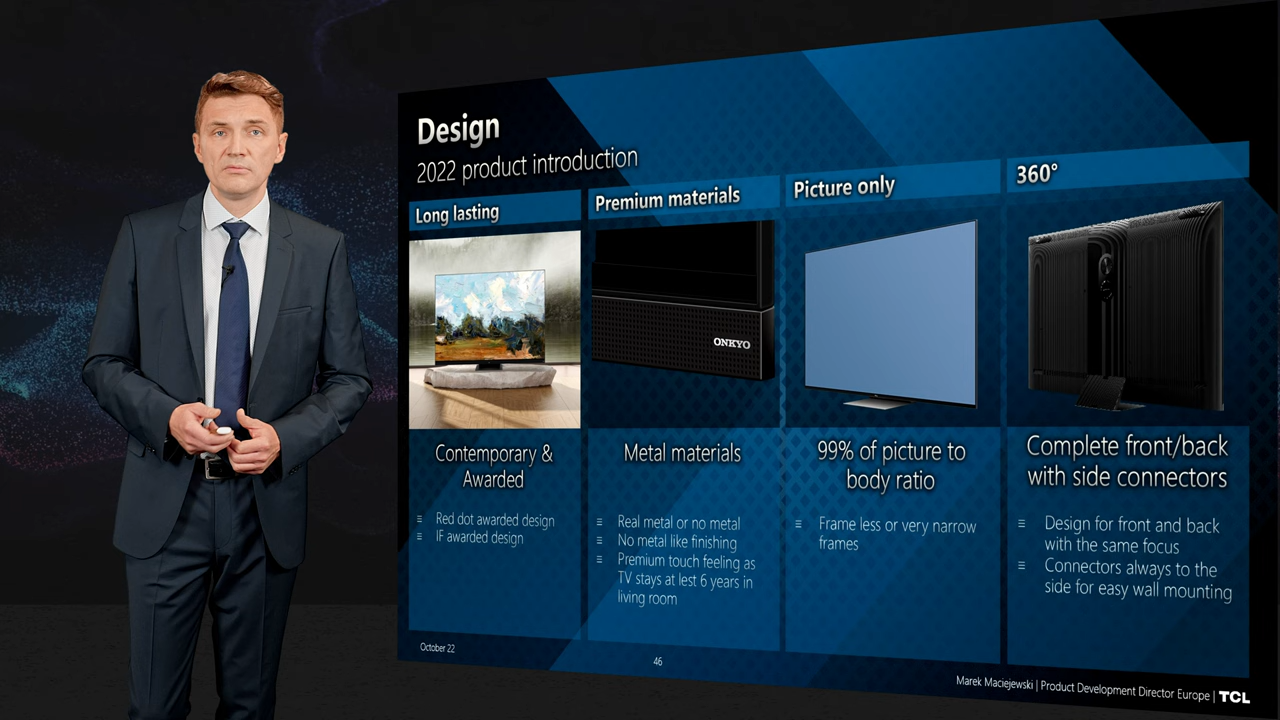 Design
2022 product introduction
Long lasting
Contemporary &
Awarded
Red dot awarded design
IF awarded design
Premium materials
ONKYO
Metal materials
Real metal or no metal
No metal like finishing
Premium touch feeling as
TV stays at lest 6 years in
living room
Picture only
99% of picture to
body ratio
Frame less or very narrow
frames
360°
Complete front/back
with side connectors
Design for front and back
with the same focus
Connectors always to the
side for easy wall mounting
October 22
46
Marek Maciejewski | Product Development Director Europe | TCL